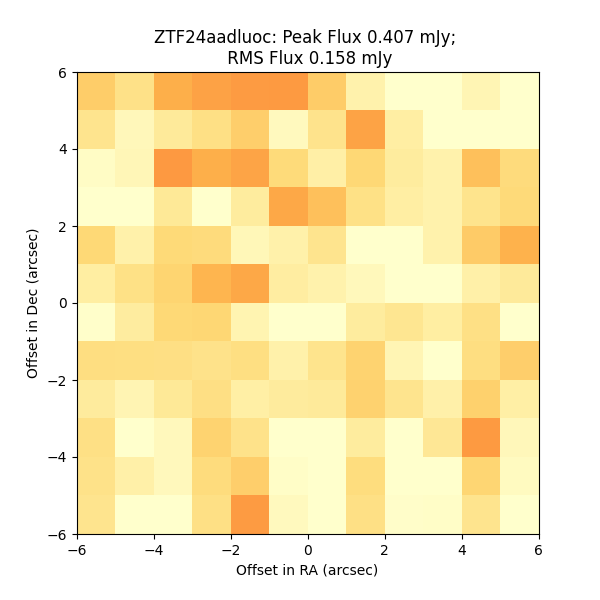 ZTF24aadluoc: Peak Flux 0.407 mJy;
RMS Flux 0.158 mJy
6
4
2
0
−2
−4
−6
Offset in Dec (arcsec)
−6 −4 −2 0 2 4 6
Offset in RA (arcsec)